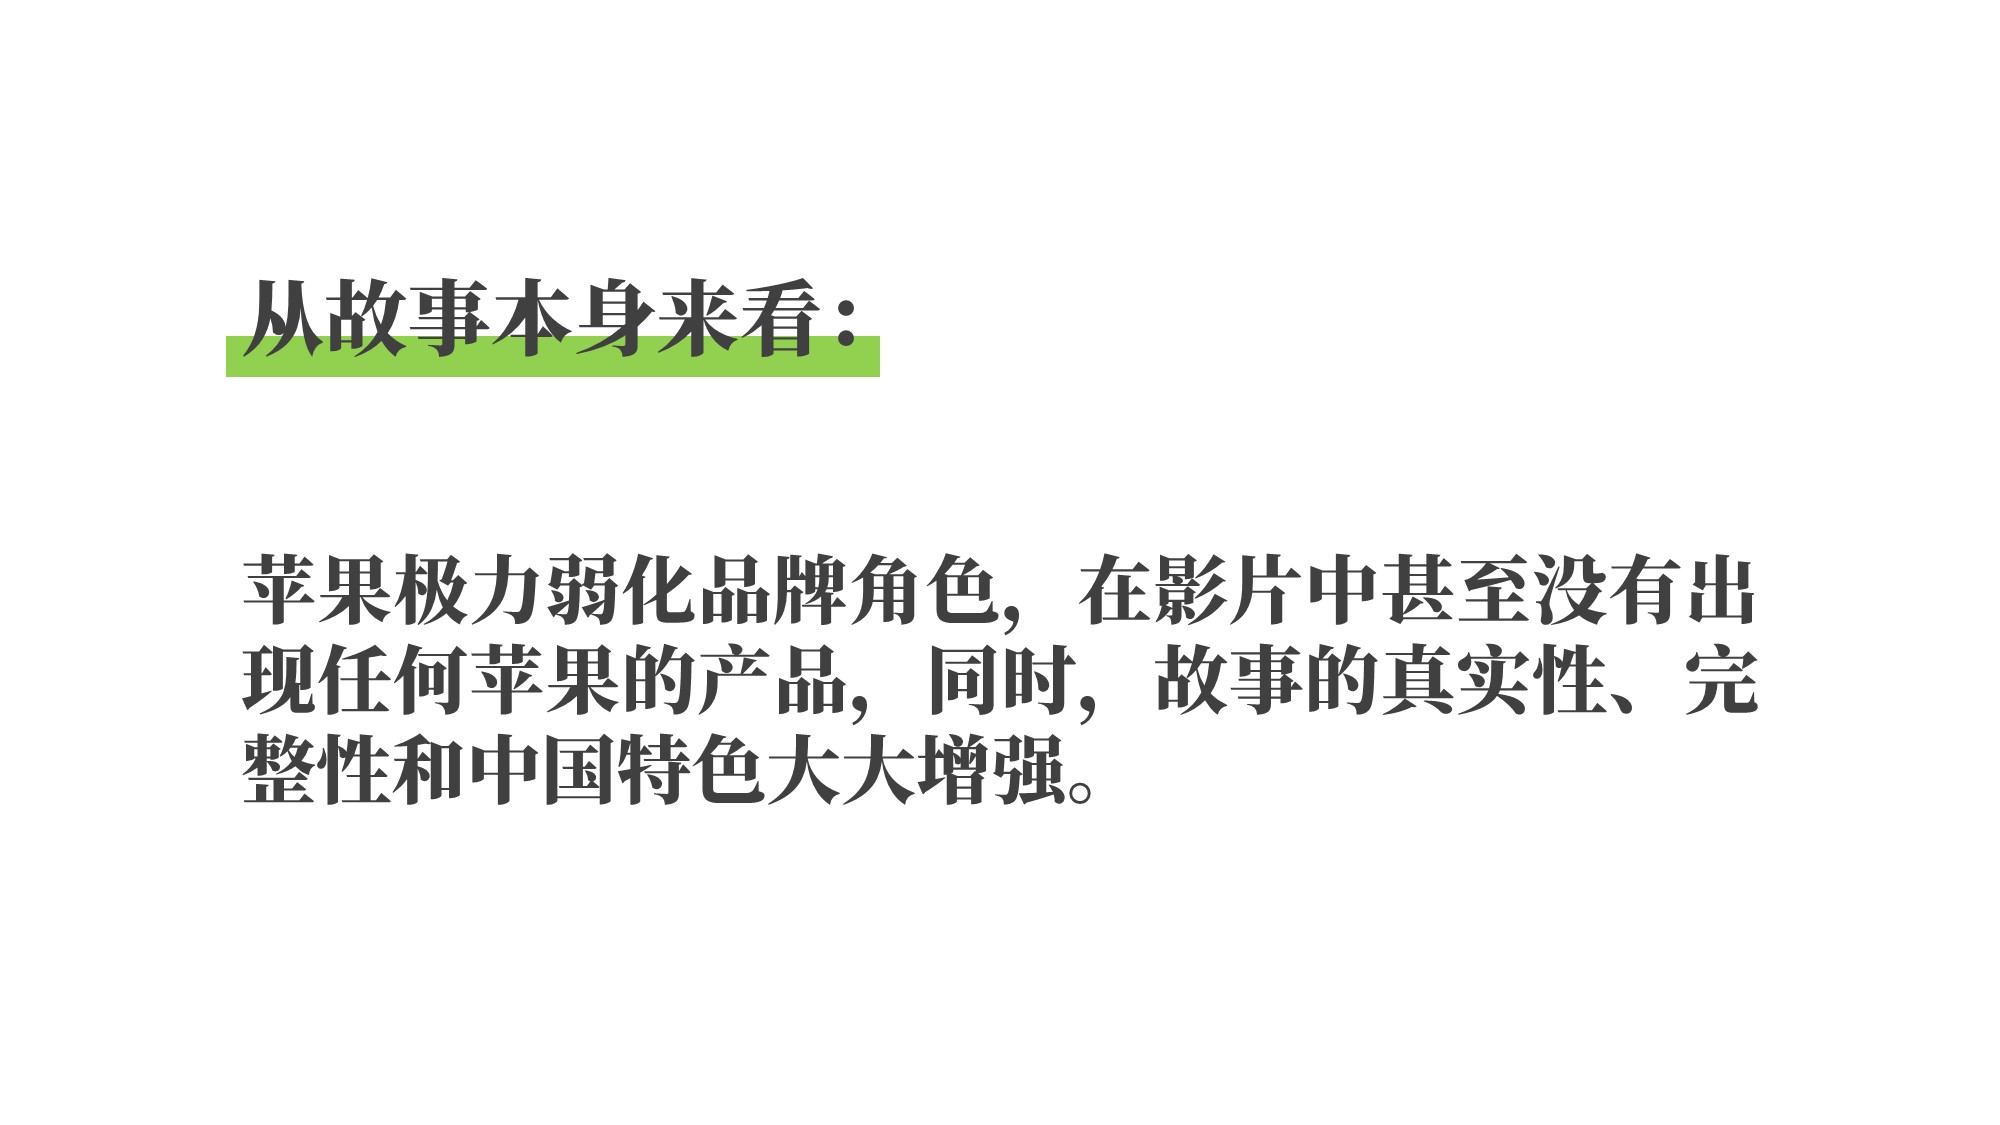 从故事本身来看：
苹果极力弱化品牌角色，在影片中甚至没有出
现任何苹果的产品，同时，故事的真实性、完
整性和中国特色大大增强。